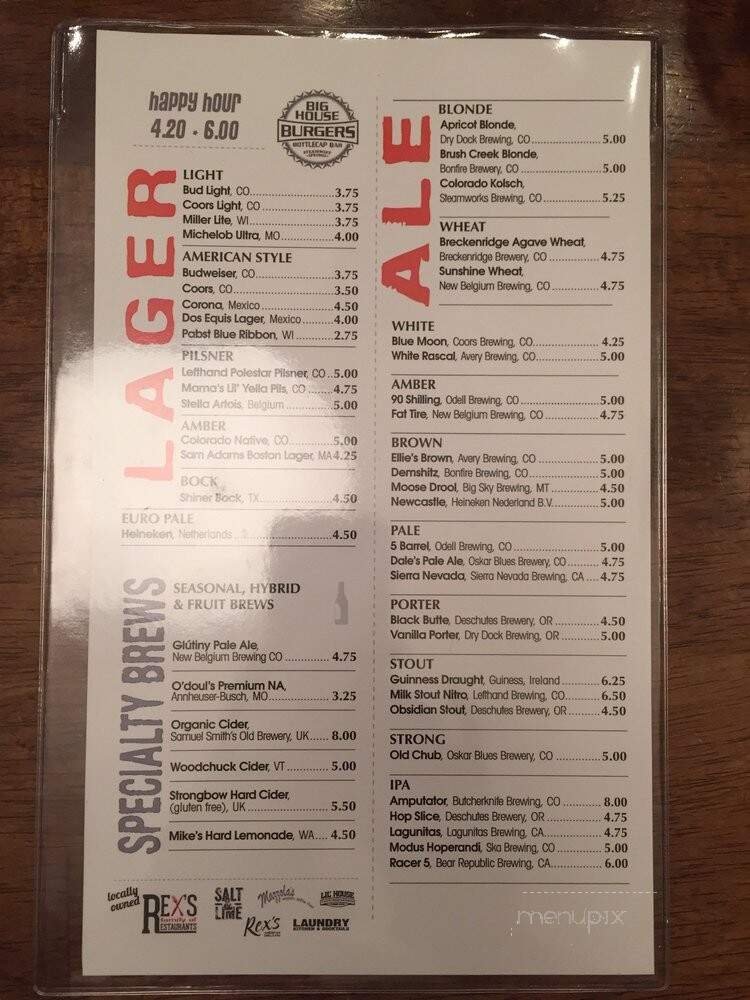 happy hour
4.20 - 6.00
BIG
HOUSE
BURGERS
BOTTLECAP BAR
STEAMBOAT
SPRINGS
LAGER
LIGHT
Bud Light, CO 3.75
Coors Light, CO 3.75
Miller Lite, WI 3.75
Michelob Ultra, MO 4.00
AMERICAN STYLE
Budweiser, CO 3.75
Coors, CO 3.50
Corona, Mexico 4.50
Dos Equis Lager, Mexico 4.00
Pabst Blue Ribbon, WI 2.75
PILSNER
Lefthand Polestar Pilsner, CO 5.00
Mama's Lil' Yella Pils, CO 4.75
Stella Artois, Belgium 5.00
AMBER
Colorado Native, CO 5.00
Sam Adams Boston Lager, MA 4.25
BOCK
Shiner Bock, TX 4.50
EURO PALE
Heineken, Netherlands 4.50
SPECIALTY BREWS
SEASONAL, HYBRID
& FRUIT BREWS
Glütiny Pale Ale,
New Belgium Brewing CO 4.75
O'doul's Premium NA,
Annheuser-Busch, MO 3.25
Organic Cider,
Samuel Smith's Old Brewery, UK 8.00
Woodchuck Cider, VT 5.00
Strongbow Hard Cider,
(gluten free), UK 5.50
Mike's Hard Lemonade, WA 4.50
locally
owned
REX'S
family of
RESTAURANTS
SALT
&
LIME
Mazzola's
LIL' HOUSE
Rex's
LAUNDRY
KITCHEN & COCKTAILS
ALE
BLONDE
Apricot Blonde,
Dry Dock Brewing, CO 5.00
Brush Creek Blonde,
Bonfire Brewery, CO 5.00
Colorado Kolsch,
Steamworks Brewing, CO 5.25
WHEAT
Breckenridge Agave Wheat,
Breckenridge Brewery, CO 4.75
Sunshine Wheat,
New Belgium Brewing, CO 4.75
WHITE
Blue Moon, Coors Brewing, CO 4.25
White Rascal, Avery Brewing, CO 5.00
AMBER
90 Shilling, Odell Brewing, CO 5.00
Fat Tire, New Belgium Brewing, CO 4.75
BROWN
Ellie's Brown, Avery Brewing, CO 5.00
Demshitz, Bonfire Brewing, CO 5.00
Moose Drool, Big Sky Brewing, MT 4.50
Newcastle, Heineken Nederland B.V. 5.00
PALE
5 Barrel, Odell Brewing, CO 5.00
Dale's Pale Ale, Oskar Blues Brewery, CO 4.75
Sierra Nevada, Sierra Nevada Brewing, CA 4.75
PORTER
Black Butte, Deschutes Brewery, OR 4.50
Vanilla Porter, Dry Dock Brewing, OR 5.00
STOUT
Guinness Draught, Guiness, Ireland 6.25
Milk Stout Nitro, Lefthand Brewing, CO 6.50
Obsidian Stout, Deschutes Brewery, OR 4.50
STRONG
Old Chub, Oskar Blues Brewery, CO 5.00
IPA
Amputator, Butcherknife Brewing, CO 8.00
Hop Slice, Deschutes Brewery, OR 4.75
Lagunitas, Lagunitas Brewing, CA 4.75
Modus Hoperandi, Ska Brewing, CO 5.00
Racer 5, Bear Republic Brewing, CA 6.00
menupix